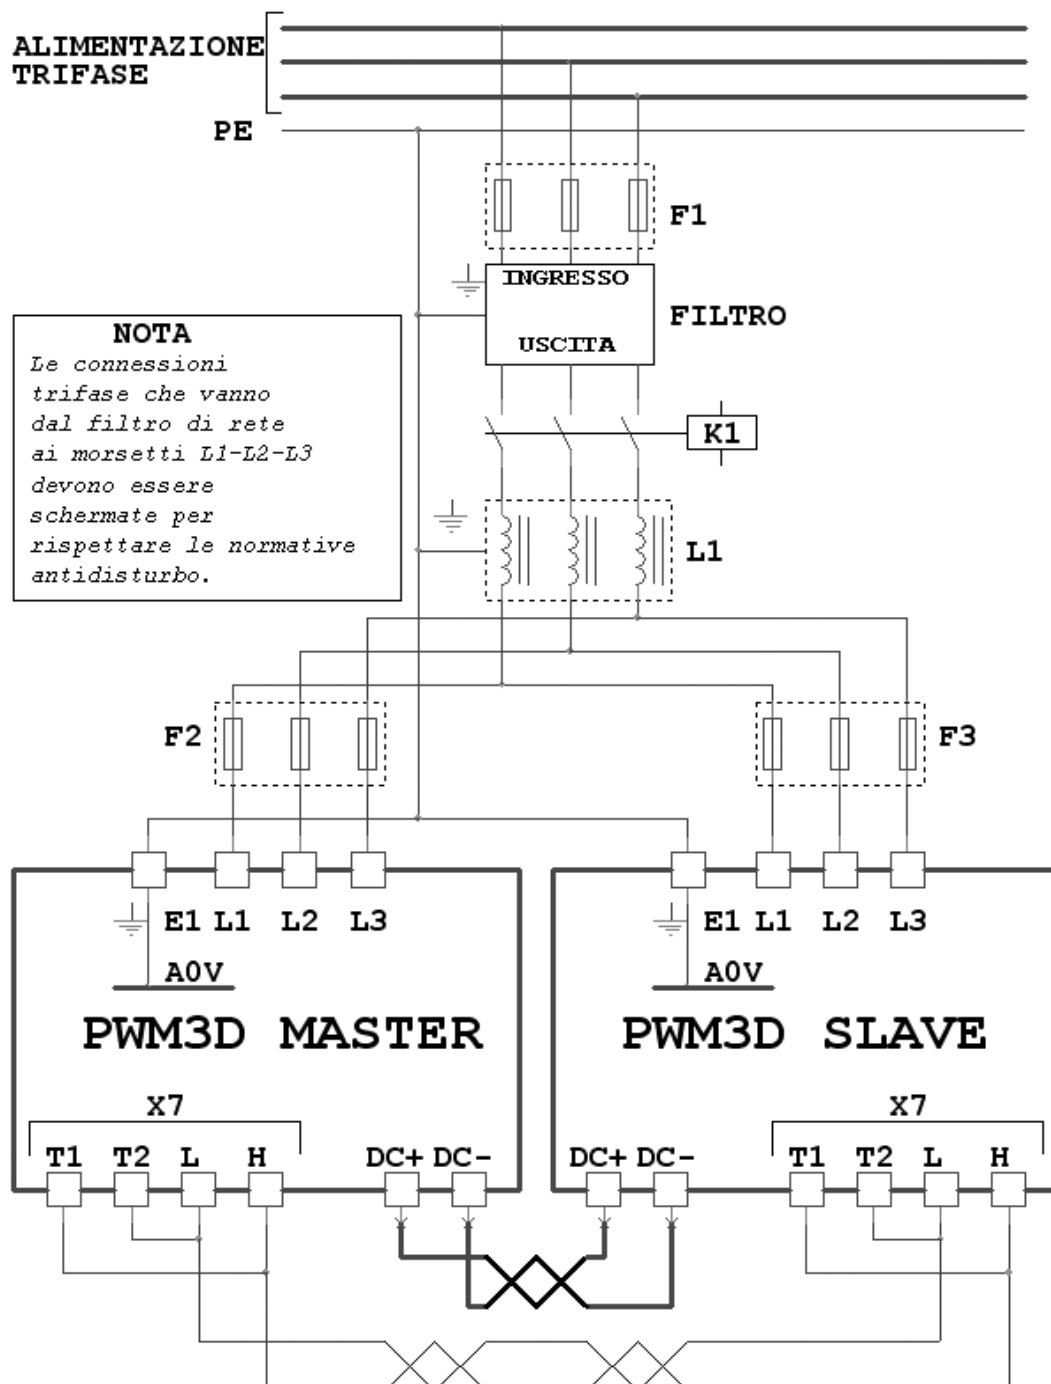 ALIMENTAZIONE
TRIFASE
PE
F1
INGRESSO
FILTRO
USCITA
NOTA
Le connessioni
trifase che vanno
dal filtro di rete
ai morsetti L1-L2-L3
devono essere
schermate per
rispettare le normative
antidisturbo.
K1
L1
F2
F3
E1 L1 L2 L3
E1 L1 L2 L3
A0V
A0V
PWM3D MASTER
PWM3D SLAVE
X7
X7
T1 T2 L H DC+ DC-
DC+ DC- T1 T2 L H